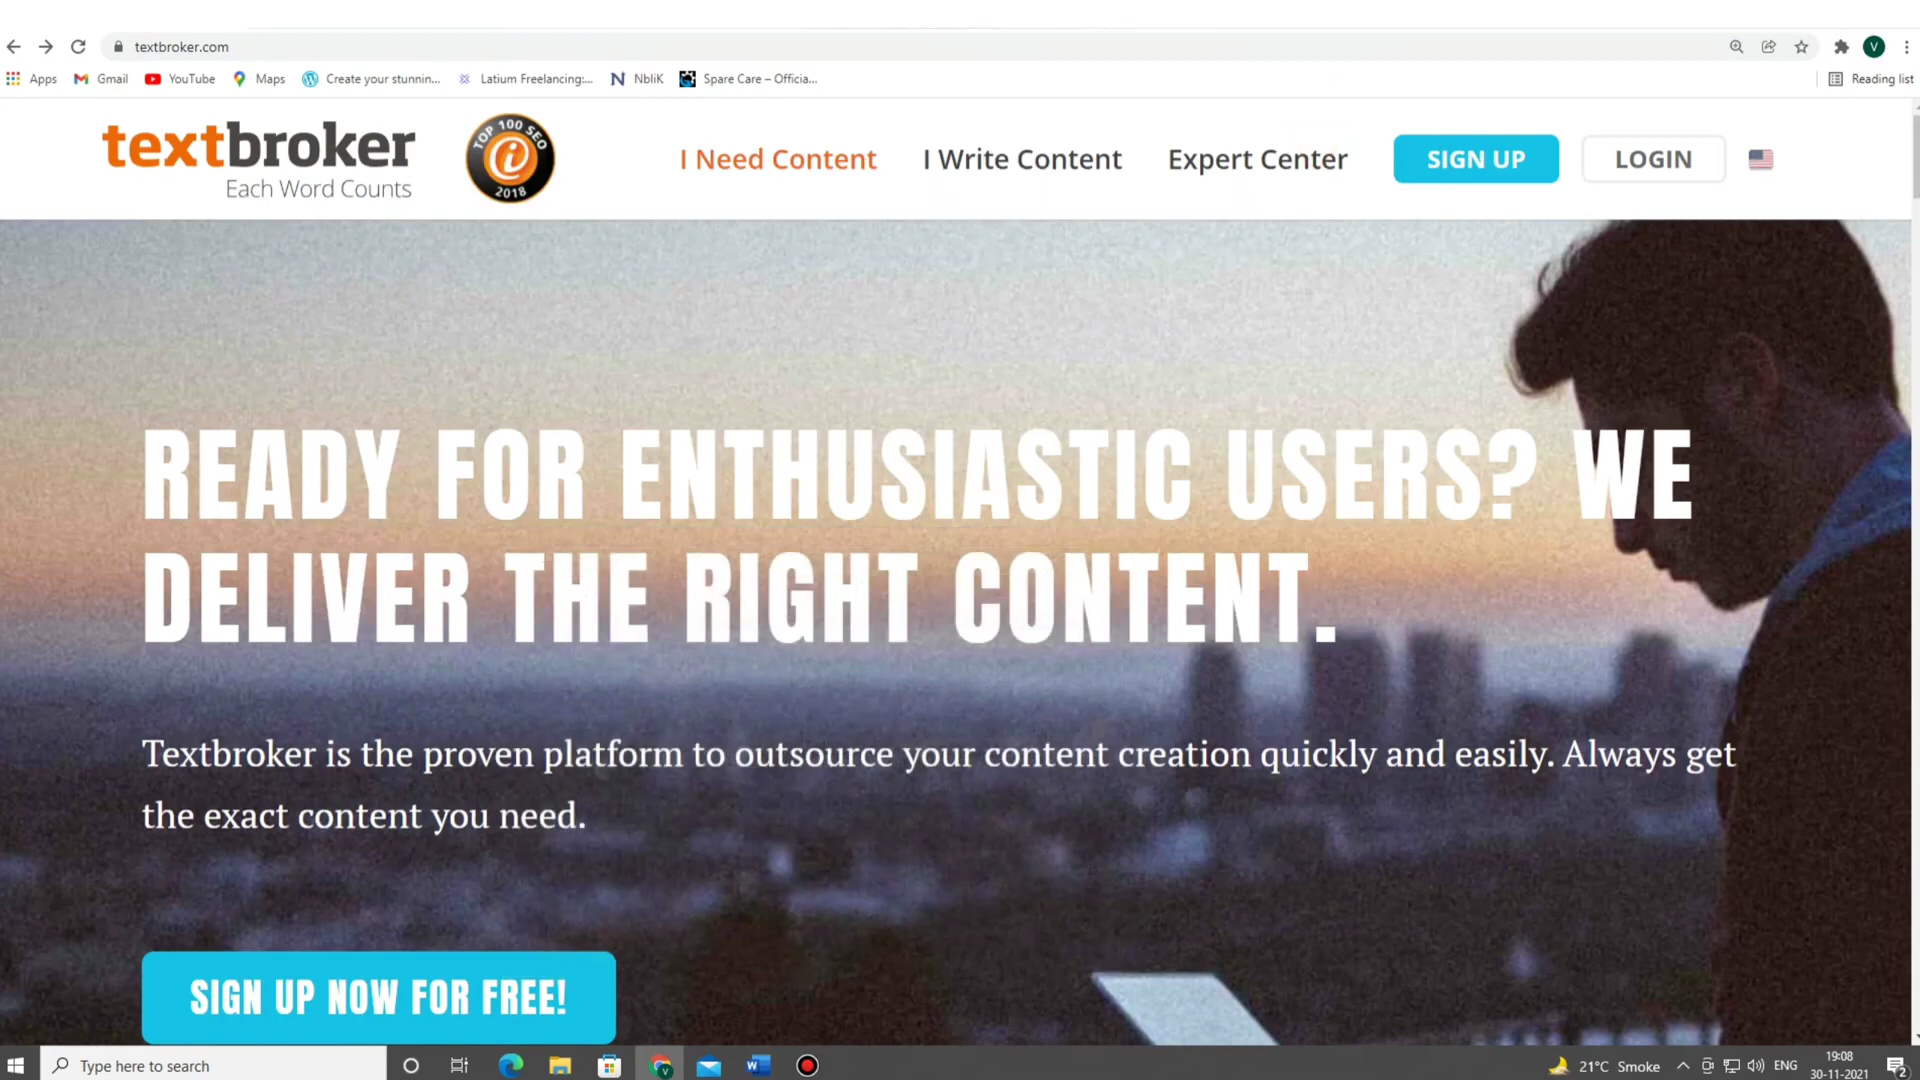 textbroker.com
Apps Gmail YouTube Maps Create your stunnin... Latium Freelancing:... NbliK Spare Care – Officia... Reading list
textbroker
Each Word Counts
TOP 100 SEO
2018
I Need Content I Write Content Expert Center SIGN UP LOGIN
READY FOR ENTHUSIASTIC USERS? WE
DELIVER THE RIGHT CONTENT.
Textbroker is the proven platform to outsource your content creation quickly and easily. Always get
the exact content you need.
SIGN UP NOW FOR FREE!
Type here to search
21°C Smoke ENG
19:08
30-11-2021
2
V